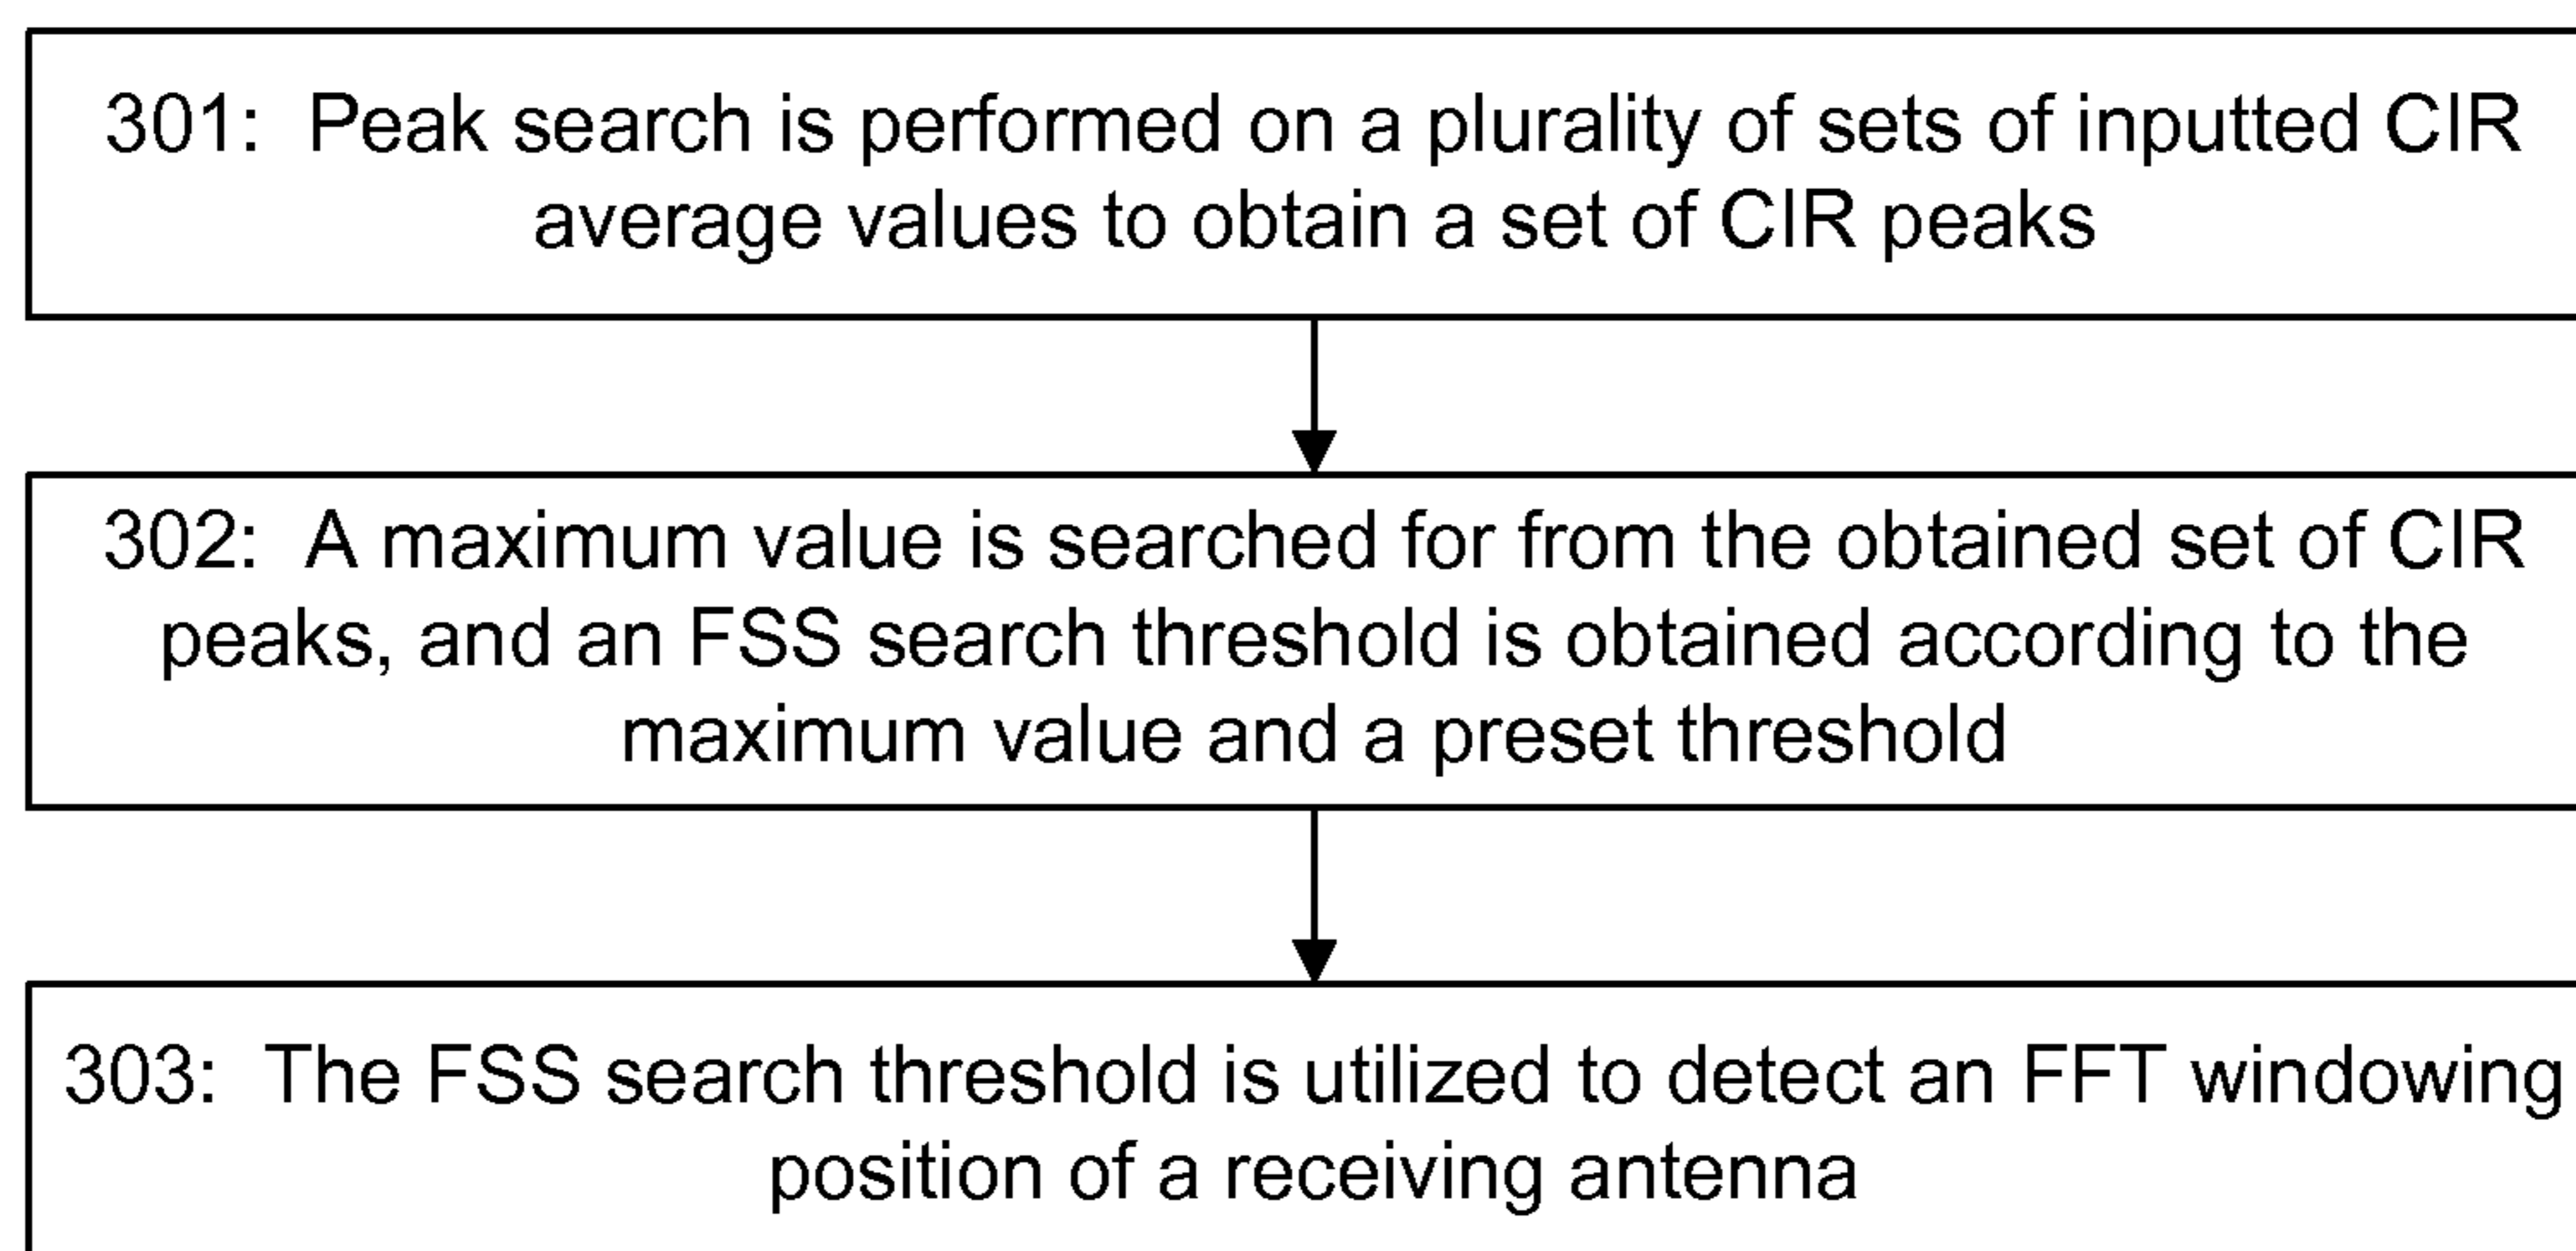 301: Peak search is performed on a plurality of sets of inputted CIR
average values to obtain a set of CIR peaks
302: A maximum value is searched for from the obtained set of CIR
peaks, and an FSS search threshold is obtained according to the
maximum value and a preset threshold
303: The FSS search threshold is utilized to detect an FFT windowing
position of a receiving antenna